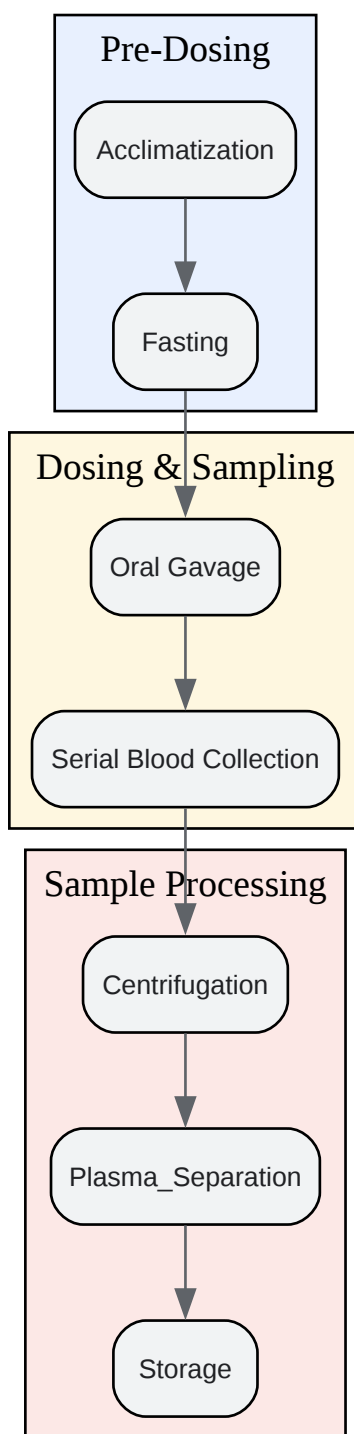 Pre-Dosing
Acclimatization
Fasting
Dosing & Sampling
Oral Gavage
Serial Blood Collection
Sample Processing
Centrifugation
Plasma_Separation
Storage